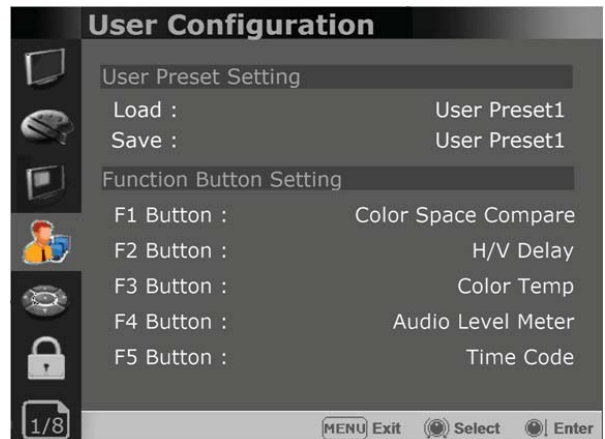 User Configuration
User Preset Setting
Load : User Preset1
Save : User Preset1
Function Button Setting
F1 Button : Color Space Compare
F2 Button : H/V Delay
F3 Button : Color Temp
F4 Button : Audio Level Meter
F5 Button : Time Code
1/8 MENU Exit Select Enter